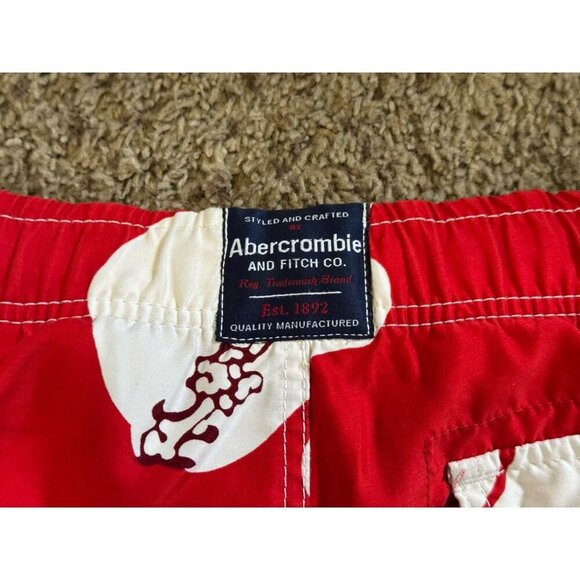 STYLED AND CRAFTED
BY
Abercrombie
AND FITCH CO.
Reg. Trademark Brand
Est. 1892
QUALITY MANUFACTURED